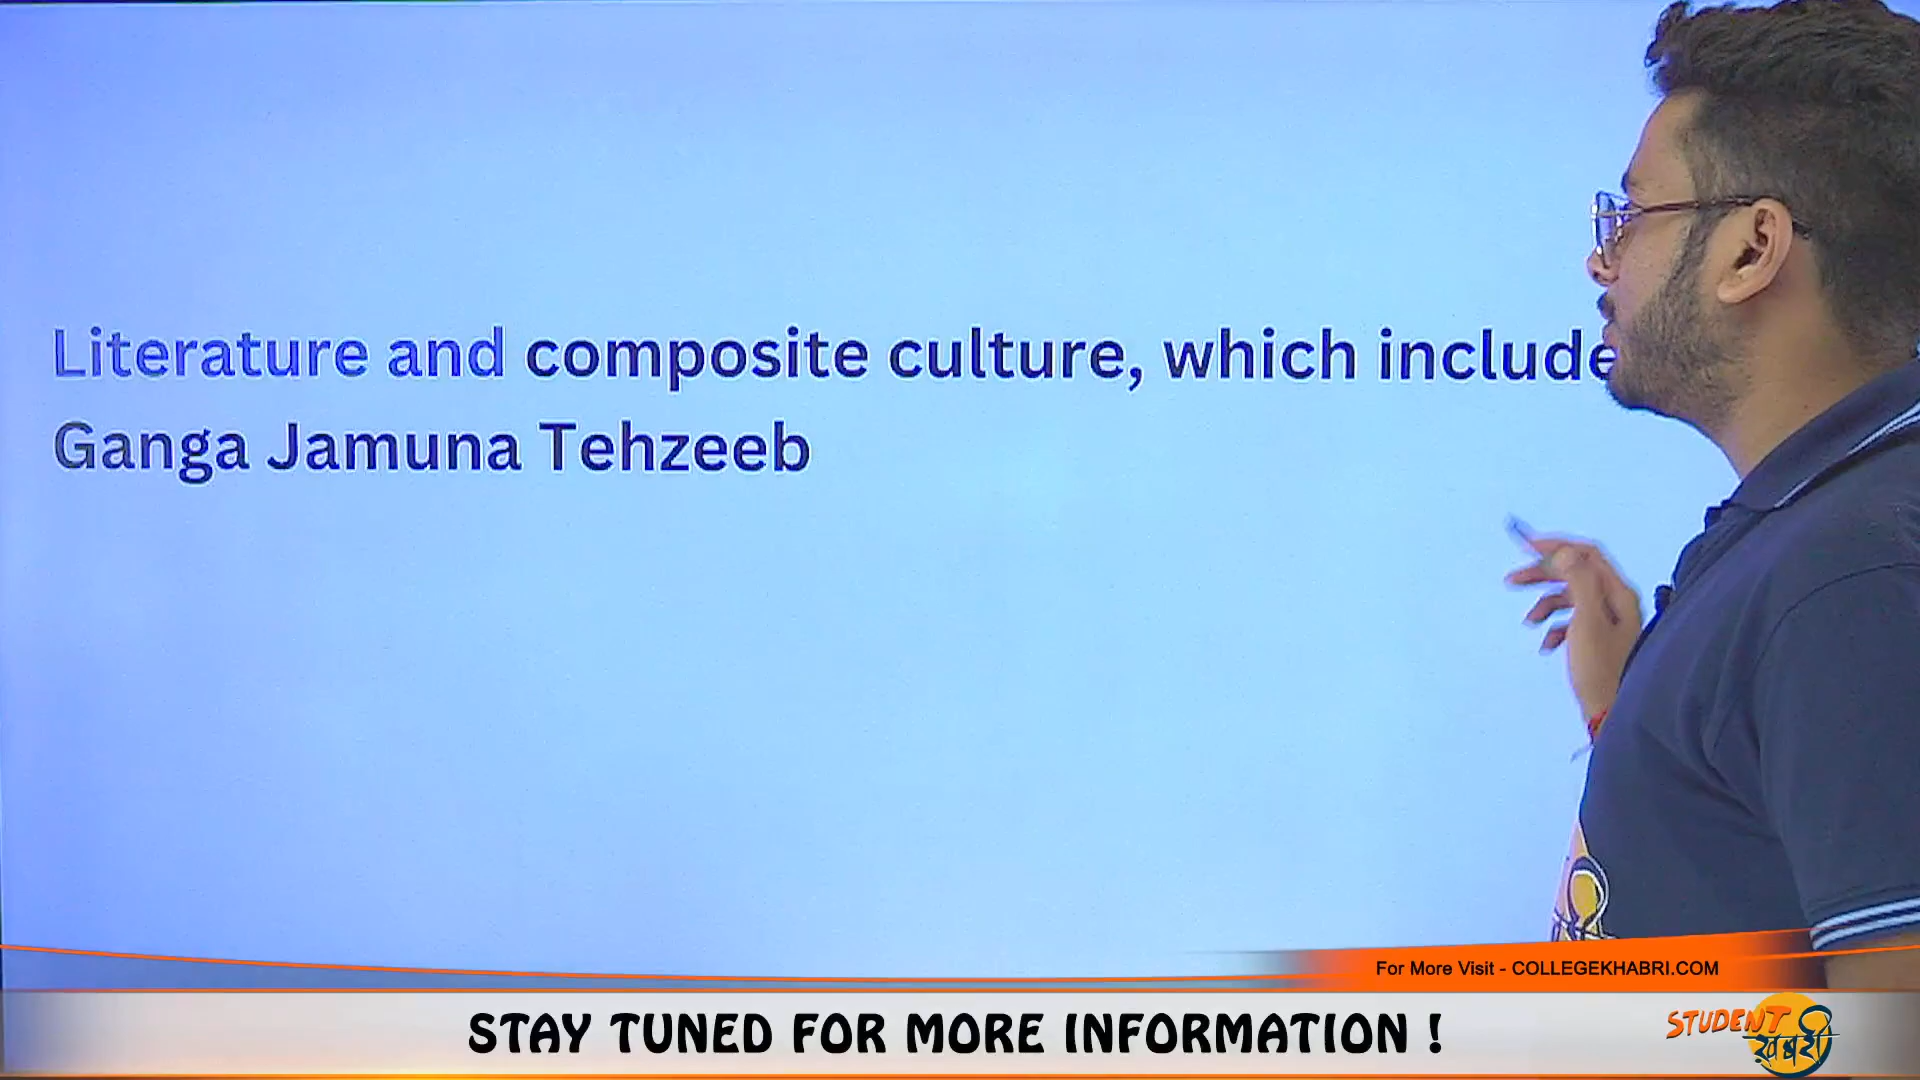 Literature and composite culture, which include
Ganga Jamuna Tehzeeb
For More Visit - COLLEGEKHABRI.COM
STAY TUNED FOR MORE INFORMATION !
STUDENT
खबरी